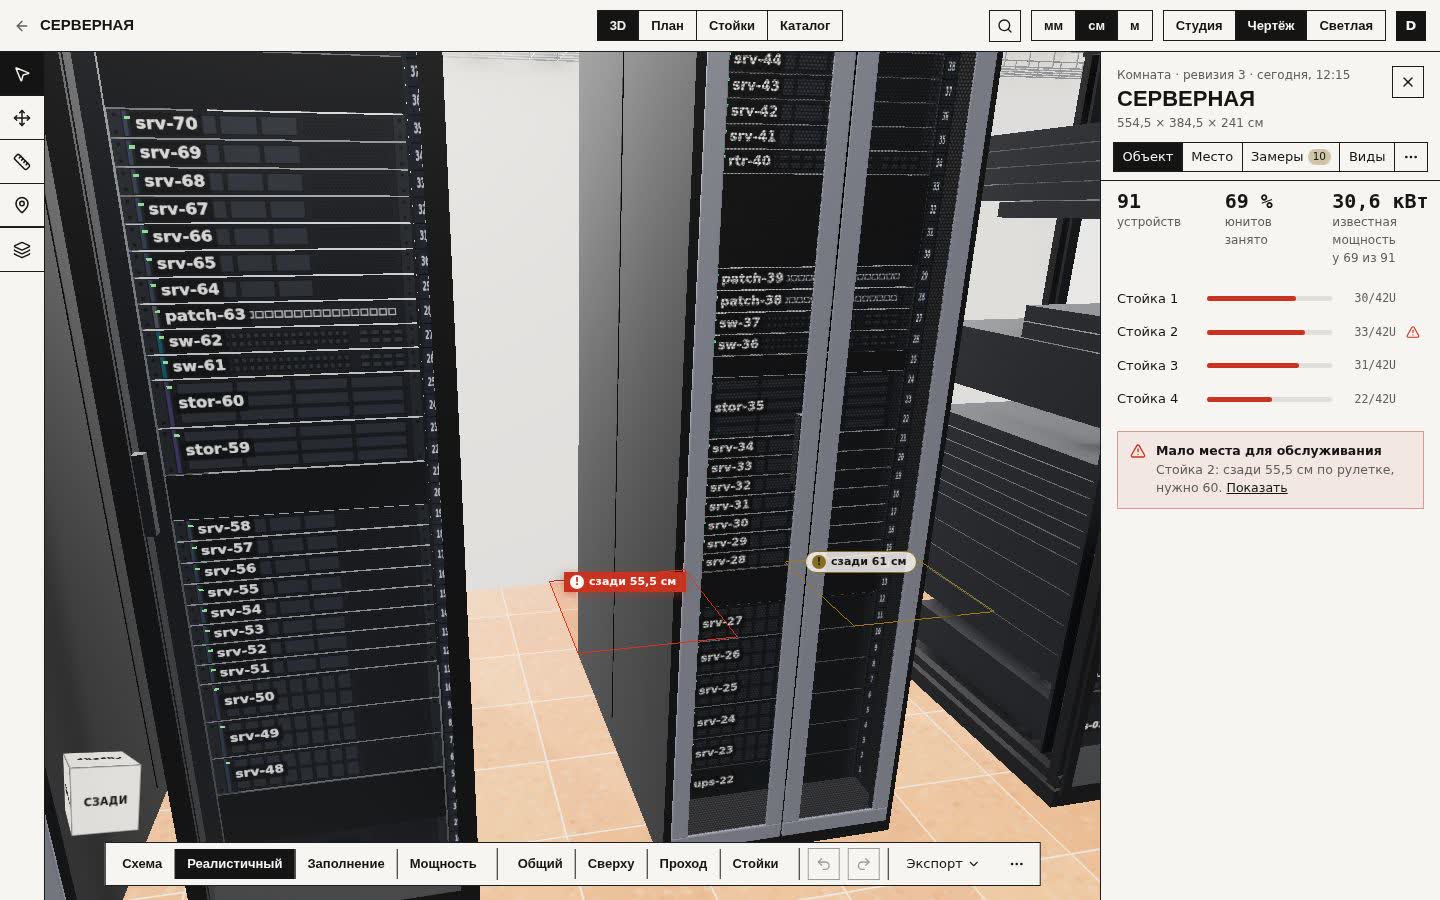 СЕРВЕРНАЯ
3D План Стойки Каталог
мм см м
Студия Чертёж Светлая
D
Комната · ревизия 3 · сегодня, 12:15
СЕРВЕРНАЯ
554,5 × 384,5 × 241 см
Объект Место Замеры 10 Виды
91
устройств
69 %
юнитов
занято
30,6 кВт
известная
мощность
у 69 из 91
Стойка 1 30/42U
Стойка 2 33/42U
Стойка 3 31/42U
Стойка 4 22/42U
Мало места для обслуживания
Стойка 2: сзади 55,5 см по рулетке,
нужно 60. Показать
srv-70
srv-69
srv-68
srv-67
srv-66
srv-65
srv-64
patch-63
sw-62
sw-61
stor-60
stor-59
srv-58
srv-57
srv-56
srv-55
srv-54
srv-53
srv-52
srv-51
srv-50
srv-49
srv-48
srv-44
srv-43
srv-42
srv-41
rtr-40
patch-39
patch-38
sw-37
sw-36
stor-35
srv-34
srv-33
srv-32
srv-31
srv-30
srv-29
srv-28
srv-27
srv-26
srv-25
srv-24
srv-23
ups-22
сзади 55,5 см
сзади 61 см
СЗАДИ
Схема Реалистичный Заполнение Мощность Общий Сверху Проход Стойки Экспорт